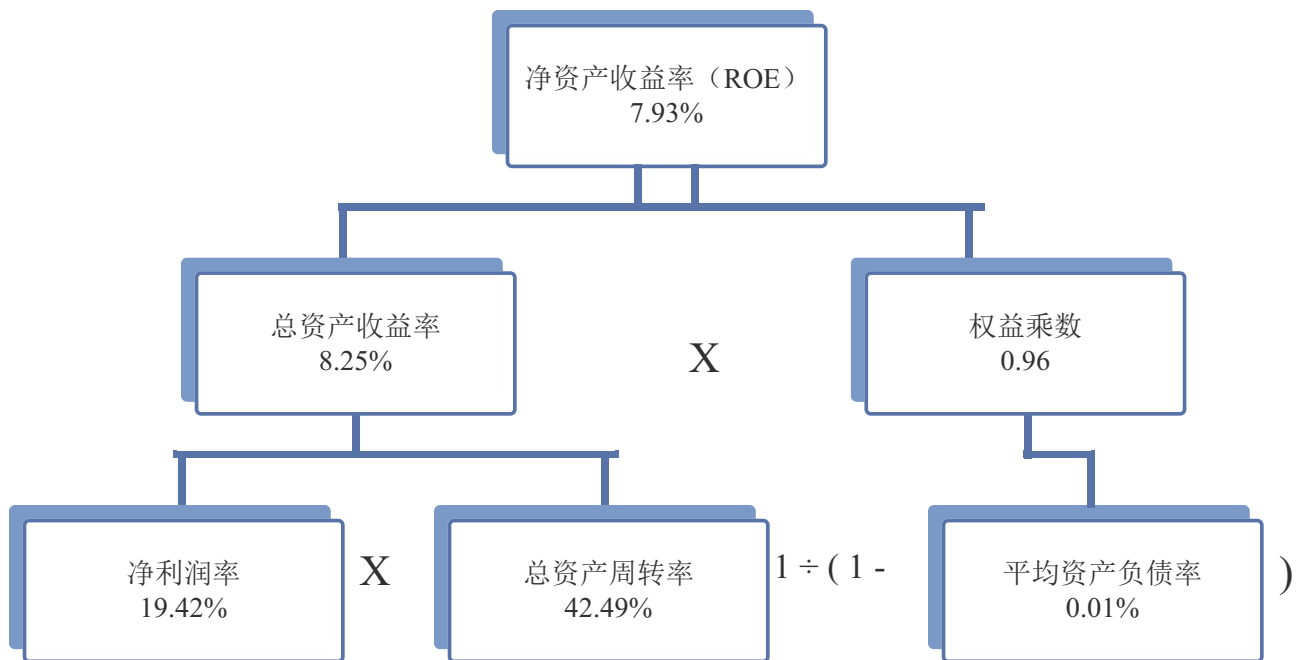 净资产收益率（ROE）
7.93%
总资产收益率
8.25%
X
权益乘数
0.96
净利润率
19.42%
X
总资产周转率
42.49%
1 ÷ ( 1 -
平均资产负债率
0.01%
)